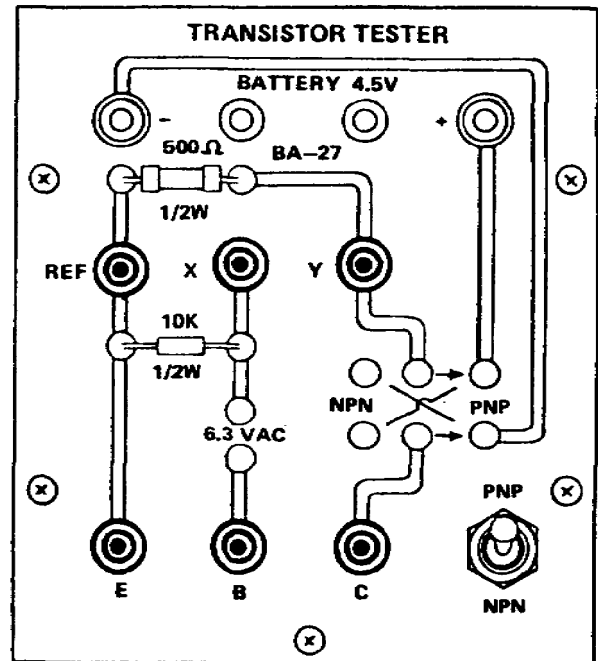 TRANSISTOR TESTER
BATTERY 4.5V
- +
500Ω BA-27
1/2W
REF X Y
10K
1/2W
NPN PNP
6.3 VAC
PNP
E B C
NPN